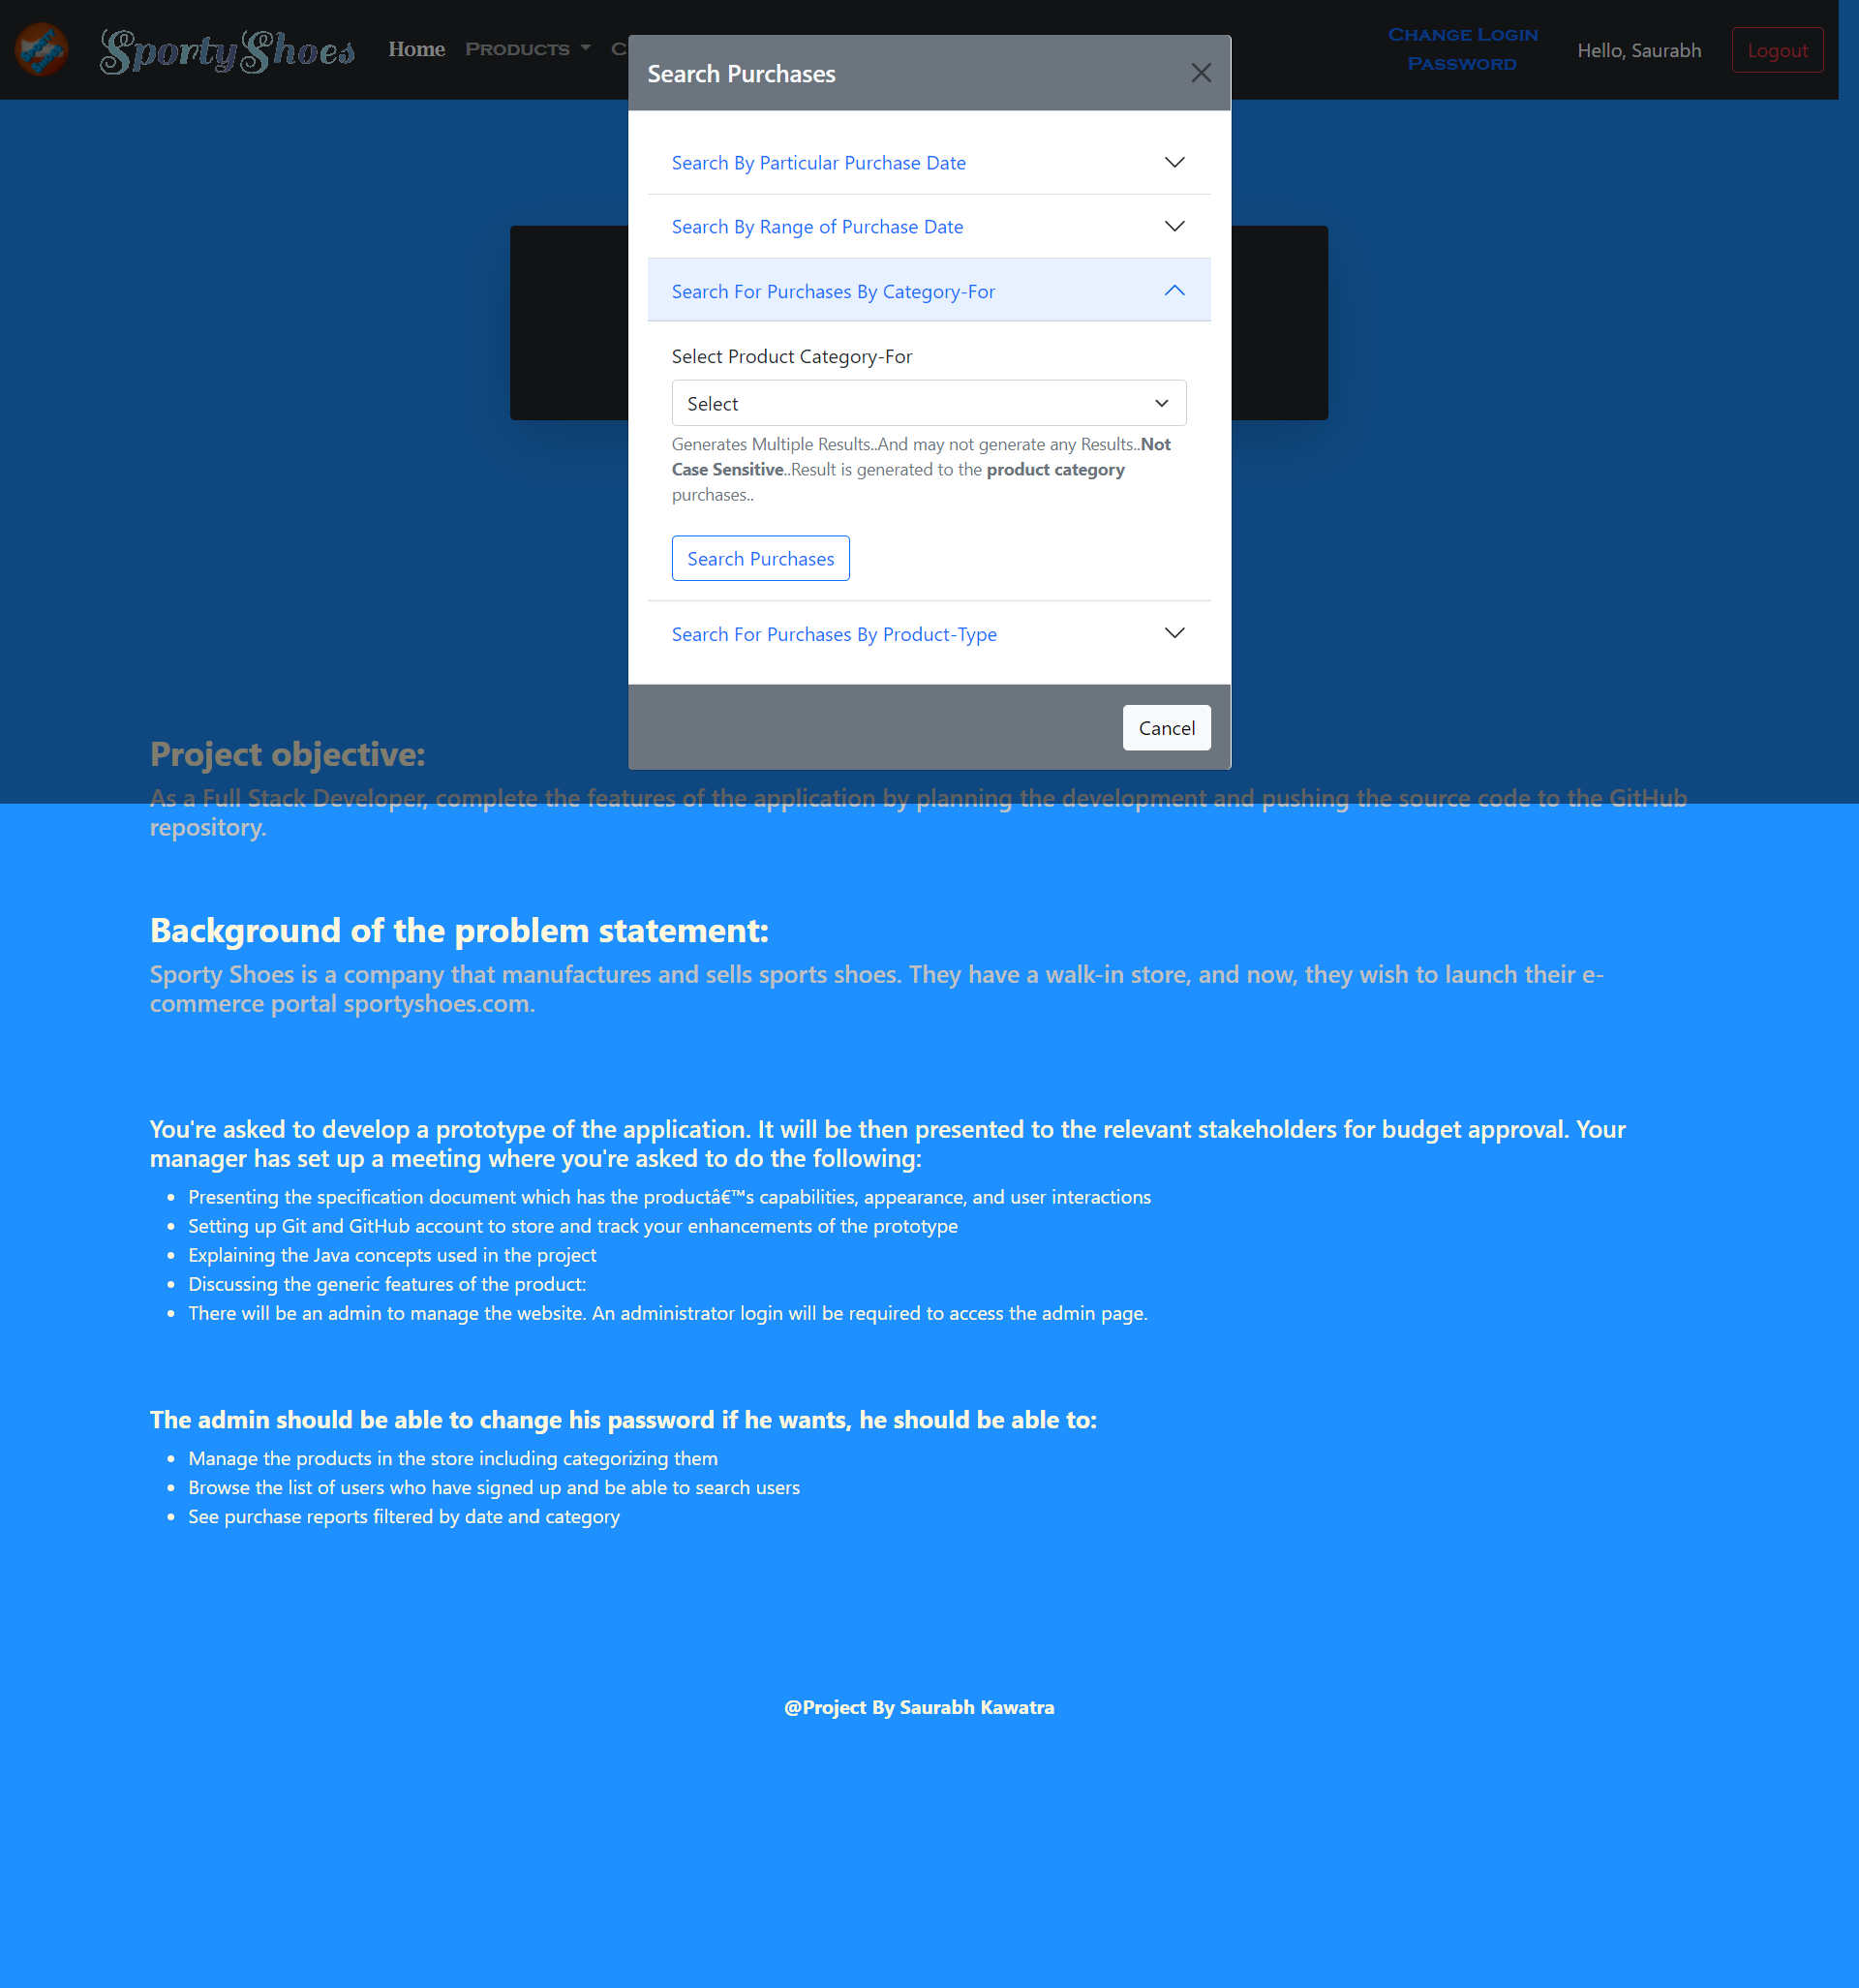 SPORTY SHOES
SportyShoes
Home
Products
C
Change Login
Password
Hello, Saurabh
Logout
Search Purchases
Search By Particular Purchase Date
Search By Range of Purchase Date
Search For Purchases By Category-For
Select Product Category-For
Select
Generates Multiple Results..And may not generate any Results..Not
Case Sensitive..Result is generated to the product category
purchases..
Search Purchases
Search For Purchases By Product-Type
Cancel
Project objective:
As a Full Stack Developer, complete the features of the application by planning the development and pushing the source code to the GitHub
repository.
Background of the problem statement:
Sporty Shoes is a company that manufactures and sells sports shoes. They have a walk-in store, and now, they wish to launch their e-
commerce portal sportyshoes.com.
You're asked to develop a prototype of the application. It will be then presented to the relevant stakeholders for budget approval. Your
manager has set up a meeting where you're asked to do the following:
• Presenting the specification document which has the productâ€™s capabilities, appearance, and user interactions
• Setting up Git and GitHub account to store and track your enhancements of the prototype
• Explaining the Java concepts used in the project
• Discussing the generic features of the product:
• There will be an admin to manage the website. An administrator login will be required to access the admin page.
The admin should be able to change his password if he wants, he should be able to:
• Manage the products in the store including categorizing them
• Browse the list of users who have signed up and be able to search users
• See purchase reports filtered by date and category
@Project By Saurabh Kawatra